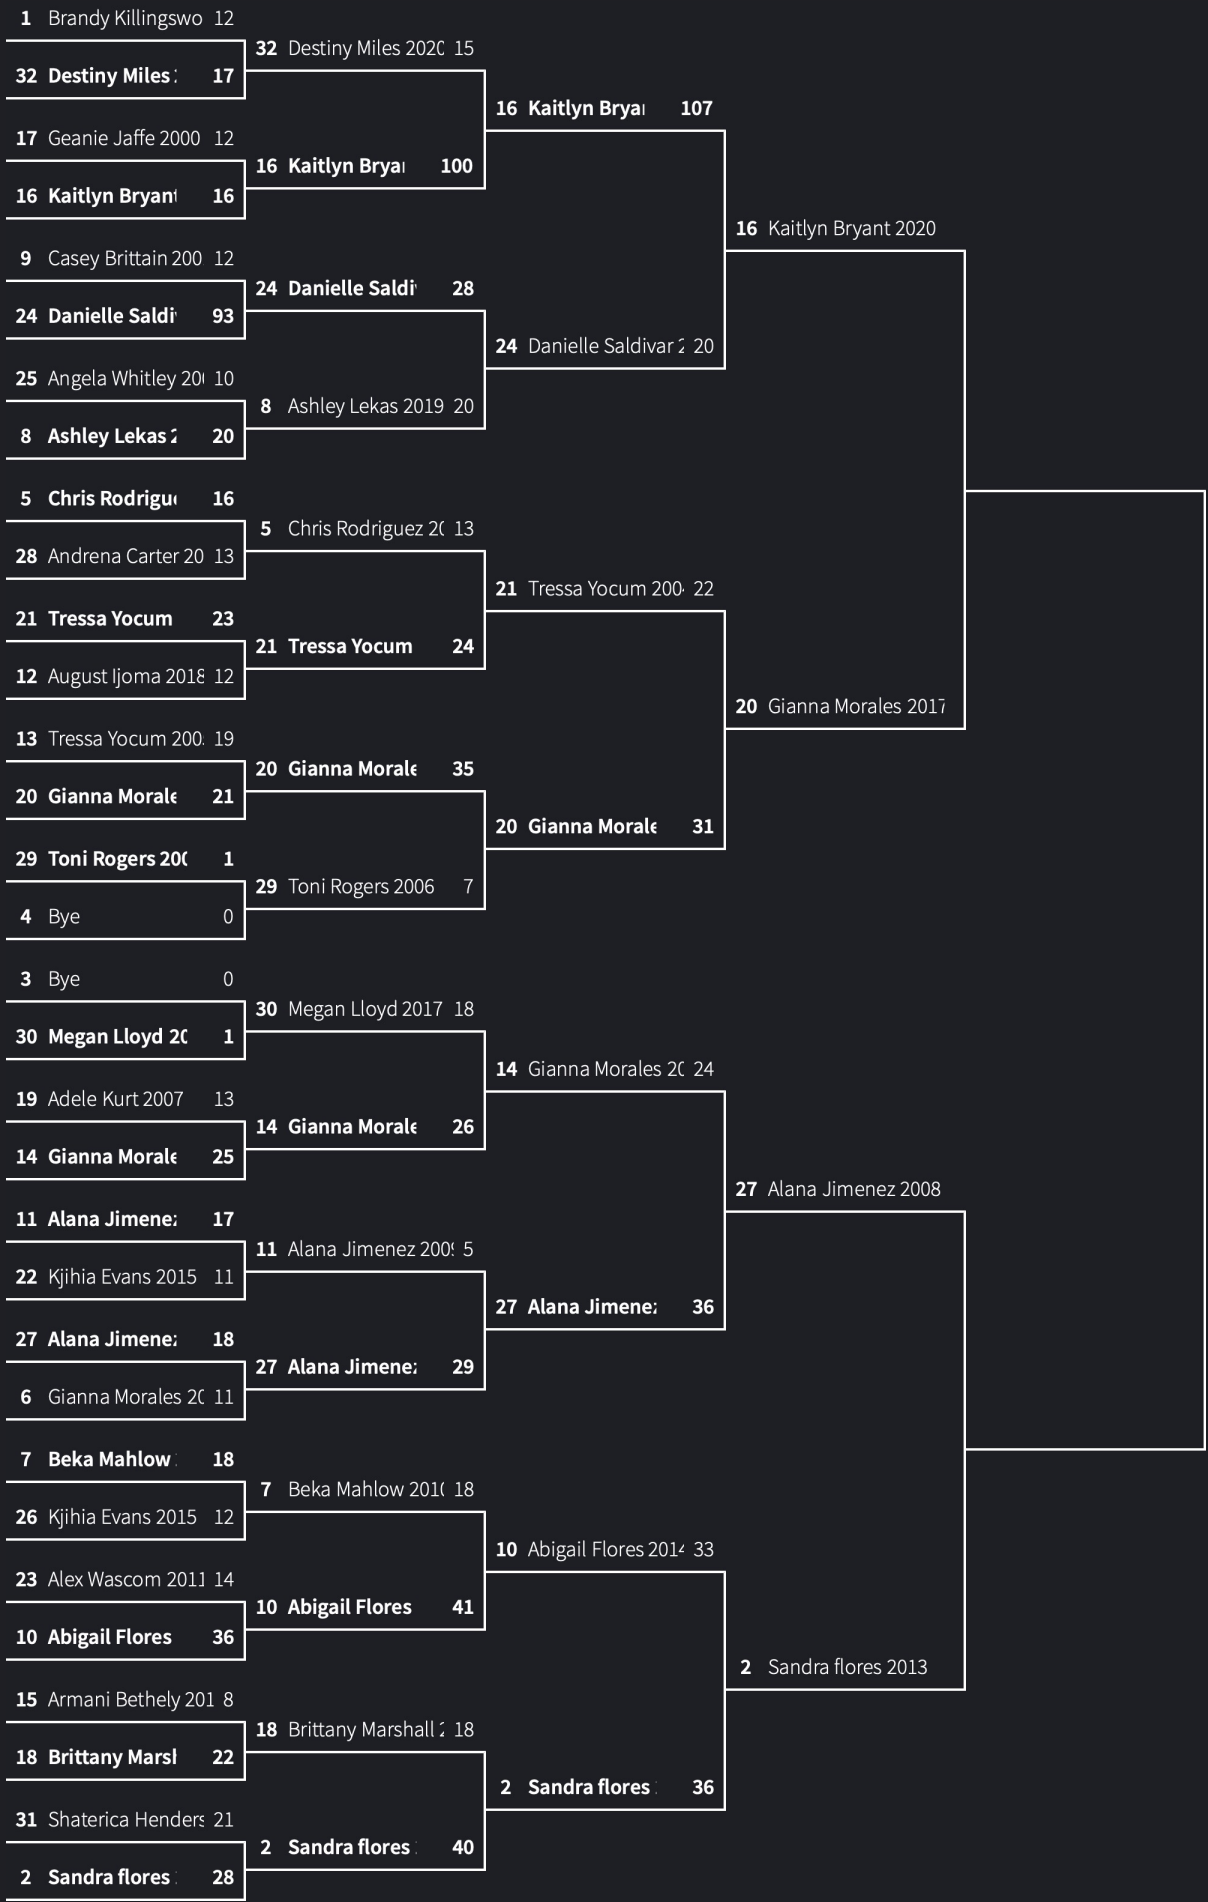 1 Brandy Killingswo 12
32 Destiny Miles 17
17 Geanie Jaffe 2000 12
16 Kaitlyn Bryant 16
9 Casey Brittain 200 12
24 Danielle Saldi 93
25 Angela Whitley 20 10
8 Ashley Lekas 2 20
5 Chris Rodrigu 16
28 Andrena Carter 20 13
21 Tressa Yocum 23
12 August Ijoma 2018 12
13 Tressa Yocum 200 19
20 Gianna Morale 21
29 Toni Rogers 200 1
4 Bye 0
3 Bye 0
30 Megan Lloyd 20 1
19 Adele Kurt 2007 13
14 Gianna Morale 25
11 Alana Jimenez 17
22 Kjihia Evans 2015 11
27 Alana Jimenez 18
6 Gianna Morales 20 11
7 Beka Mahlow 18
26 Kjihia Evans 2015 12
23 Alex Wascom 2011 14
10 Abigail Flores 36
15 Armani Bethely 201 8
18 Brittany Marsh 22
31 Shaterica Henders 21
2 Sandra flores 28
32 Destiny Miles 2020 15
16 Kaitlyn Brya 100
24 Danielle Saldi 28
8 Ashley Lekas 2019 20
5 Chris Rodriguez 20 13
21 Tressa Yocum 24
20 Gianna Morale 35
29 Toni Rogers 2006 7
30 Megan Lloyd 2017 18
14 Gianna Morale 26
11 Alana Jimenez 2009 5
27 Alana Jimenez 29
7 Beka Mahlow 2010 18
10 Abigail Flores 41
18 Brittany Marshall 2 18
2 Sandra flores 40
16 Kaitlyn Brya 107
24 Danielle Saldivar 2 20
21 Tressa Yocum 200 22
20 Gianna Morale 31
14 Gianna Morales 20 24
27 Alana Jimenez 36
10 Abigail Flores 2014 33
2 Sandra flores 36
16 Kaitlyn Bryant 2020
20 Gianna Morales 2017
27 Alana Jimenez 2008
2 Sandra flores 2013